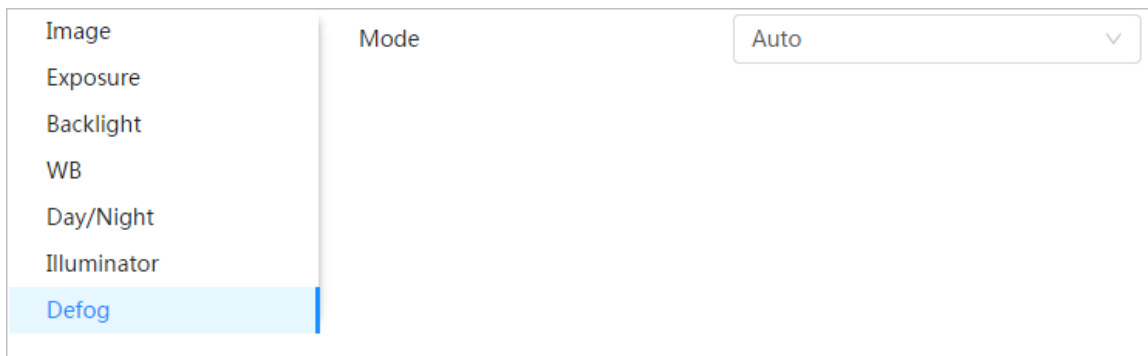 Image
Mode
Auto
Exposure
Backlight
WB
Day/Night
Illuminator
Defog